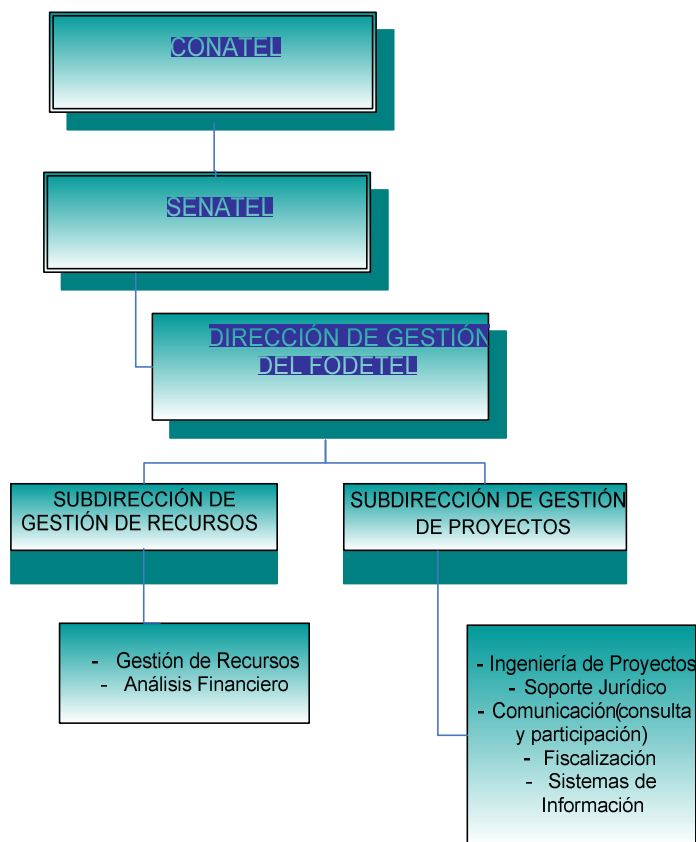 CONATEL
SENATEL
DIRECCIÓN DE GESTIÓN
DEL FODETEL
SUBDIRECCIÓN DE
GESTIÓN DE RECURSOS
SUBDIRECCIÓN DE GESTIÓN
DE PROYECTOS
- Gestión de Recursos
- Análisis Financiero
- Ingeniería de Proyectos
- Soporte Jurídico
- Comunicación(consulta
y participación)
- Fiscalización
- Sistemas de
Información